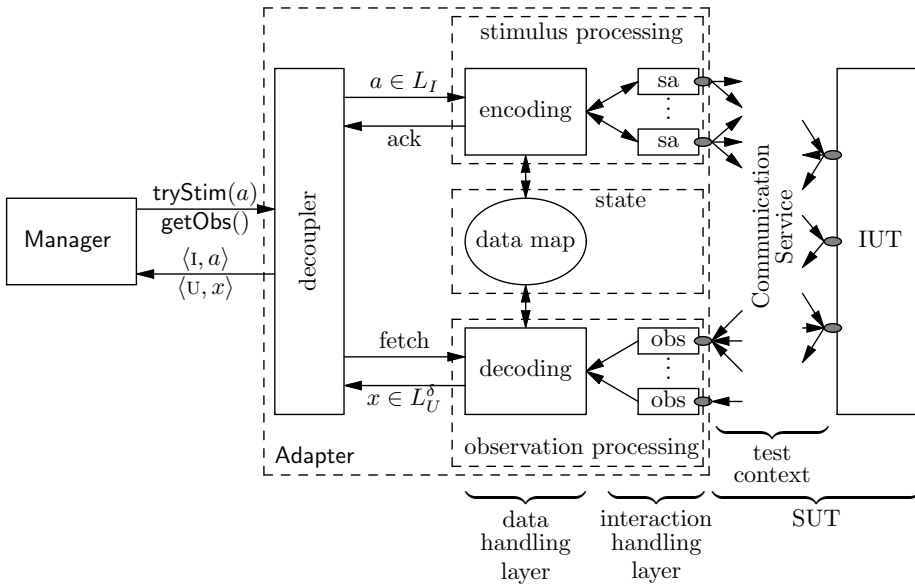 stimulus processing
a ∈ L_I
encoding
sa
⋮
sa
ack
tryStim(a)
getObs()
Manager
⟨I, a⟩
⟨U, x⟩
decoupler
state
data map
Communication
Service
IUT
fetch
decoding
obs
⋮
obs
x ∈ L_U^δ
Adapter
observation processing
test
context
data
handling
layer
interaction
handling
layer
SUT